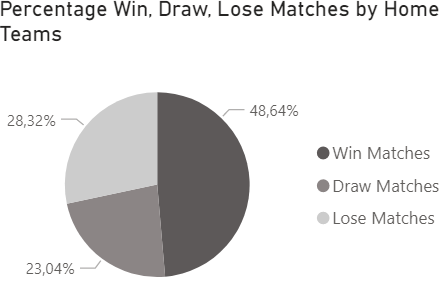 Percentage Win, Draw, Lose Matches by Home
Teams
48,64%
28,32%
Win Matches
Draw Matches
Lose Matches
23,04%